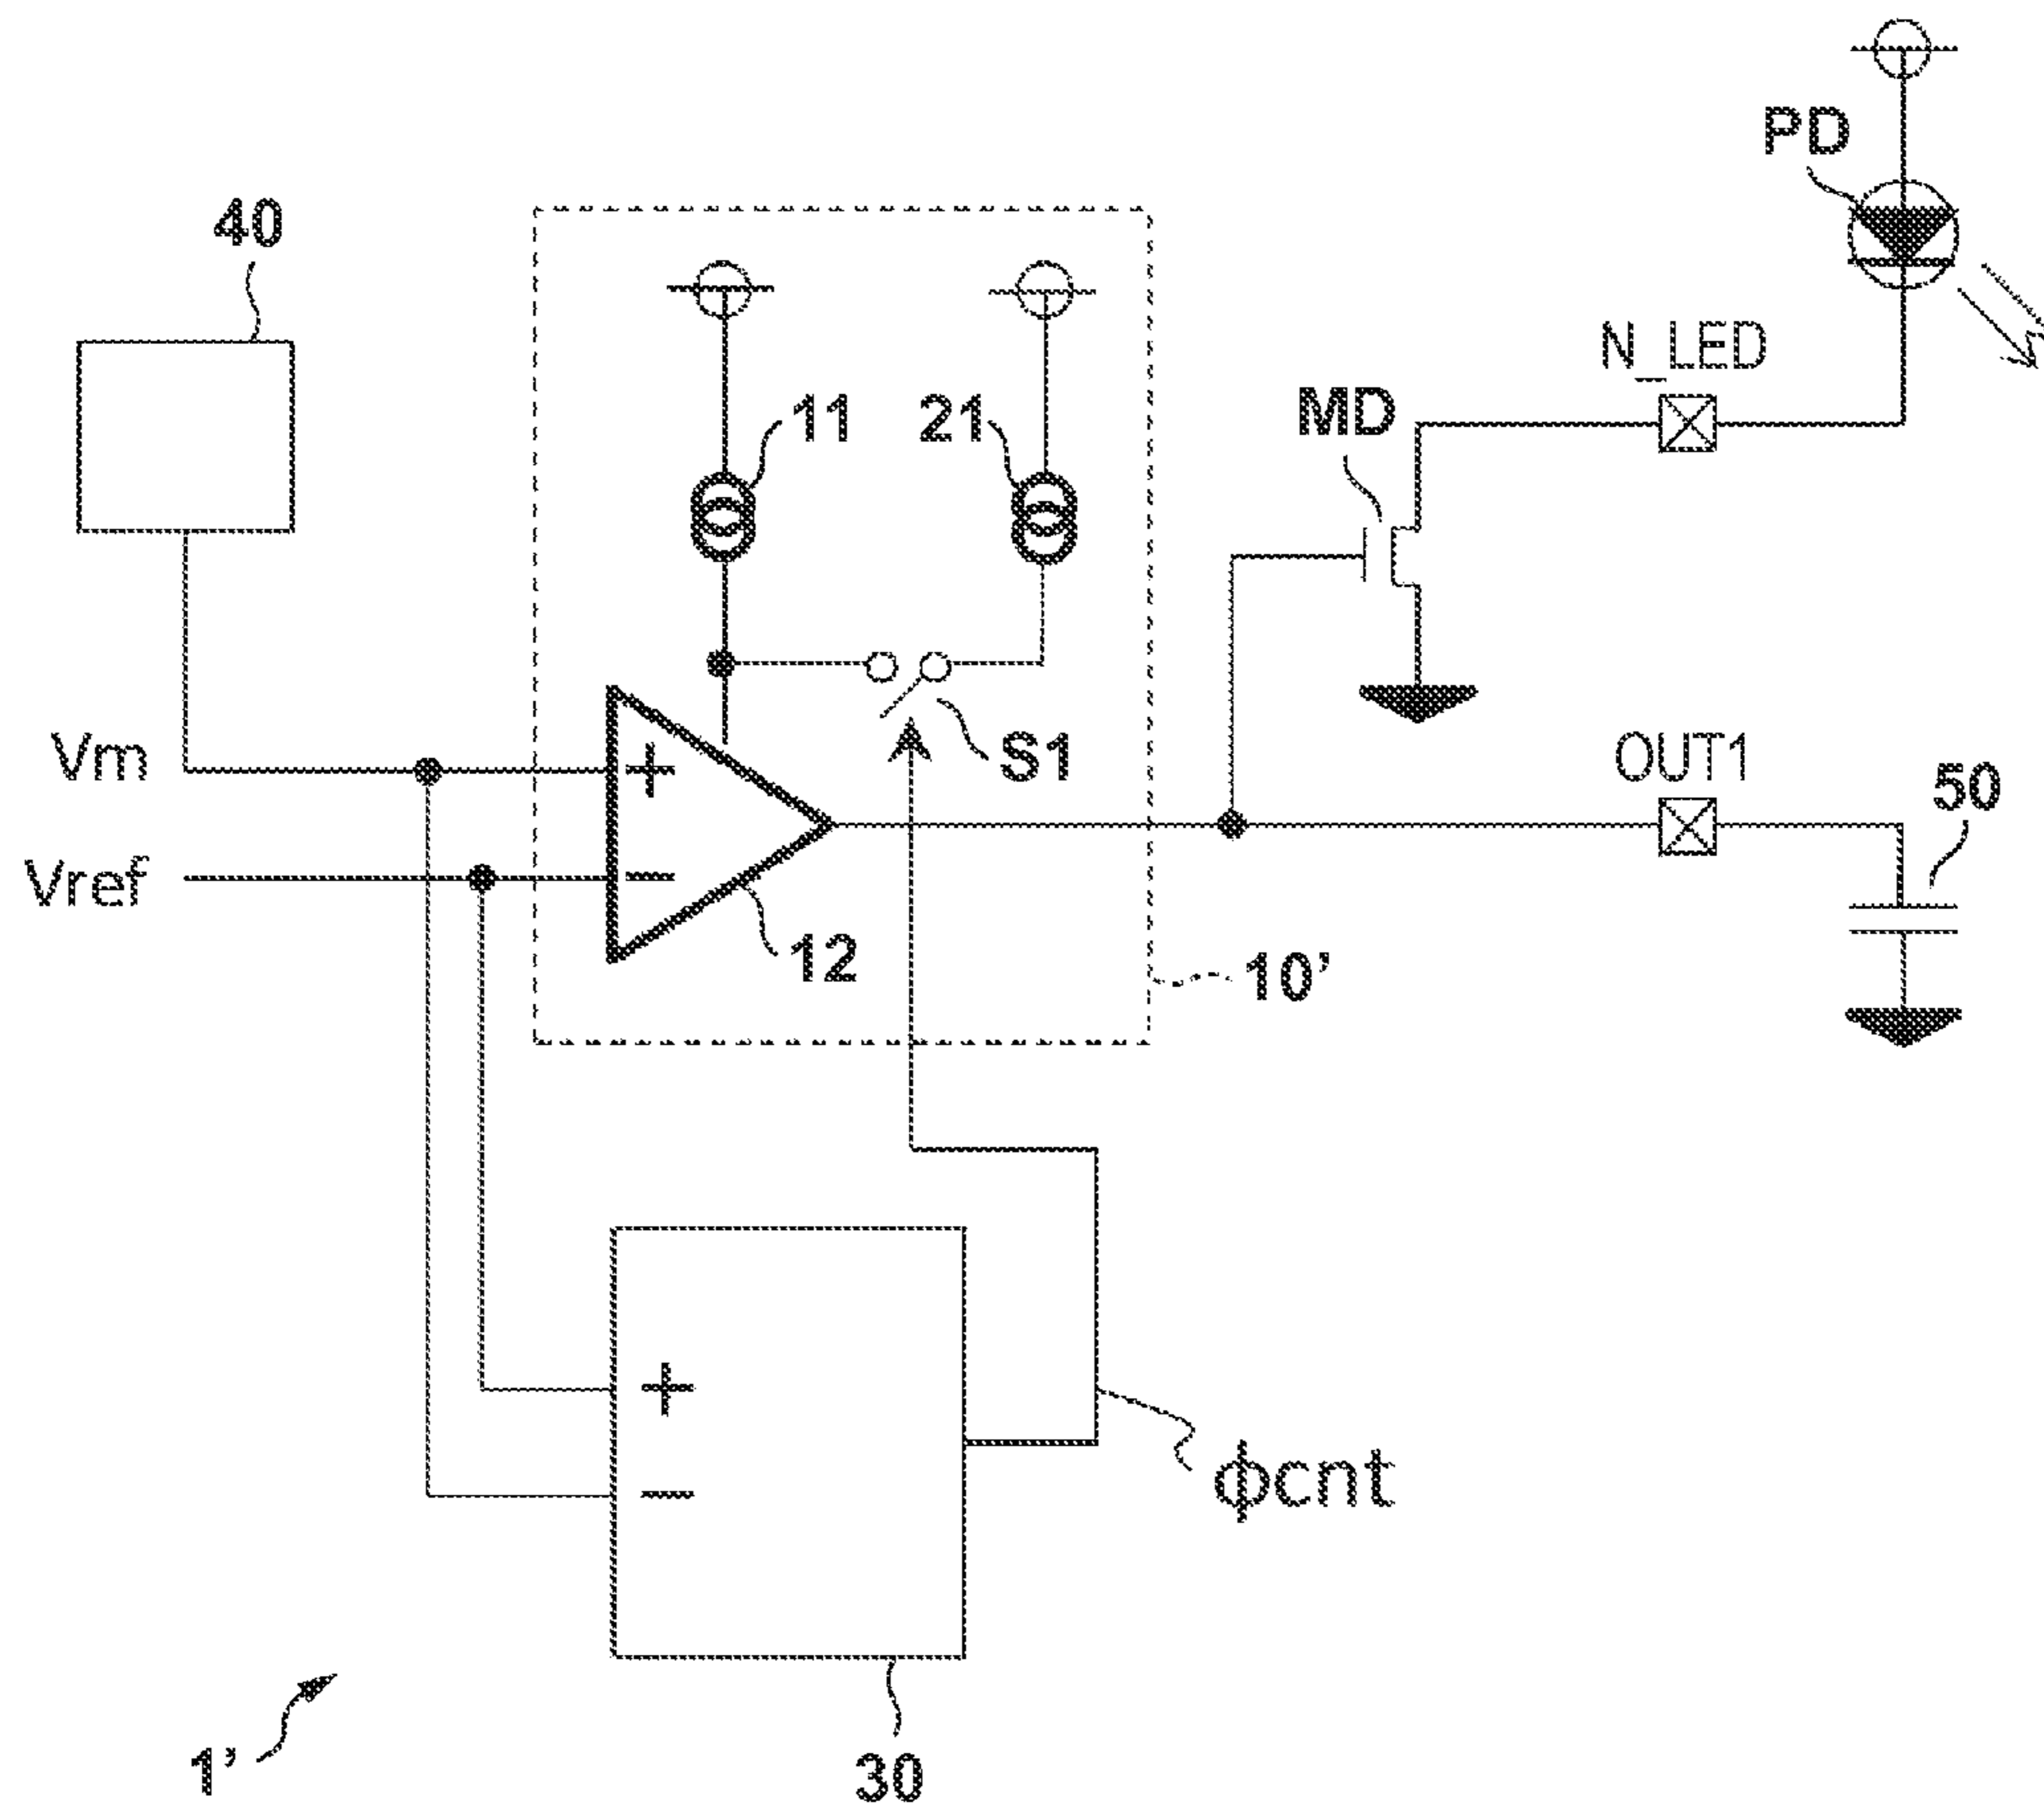 PD
40
N_LED
11
21
MD
Vm
+
S1
OUT1
50
Vref
−
12
10’
+
−
ϕcnt
1’
30